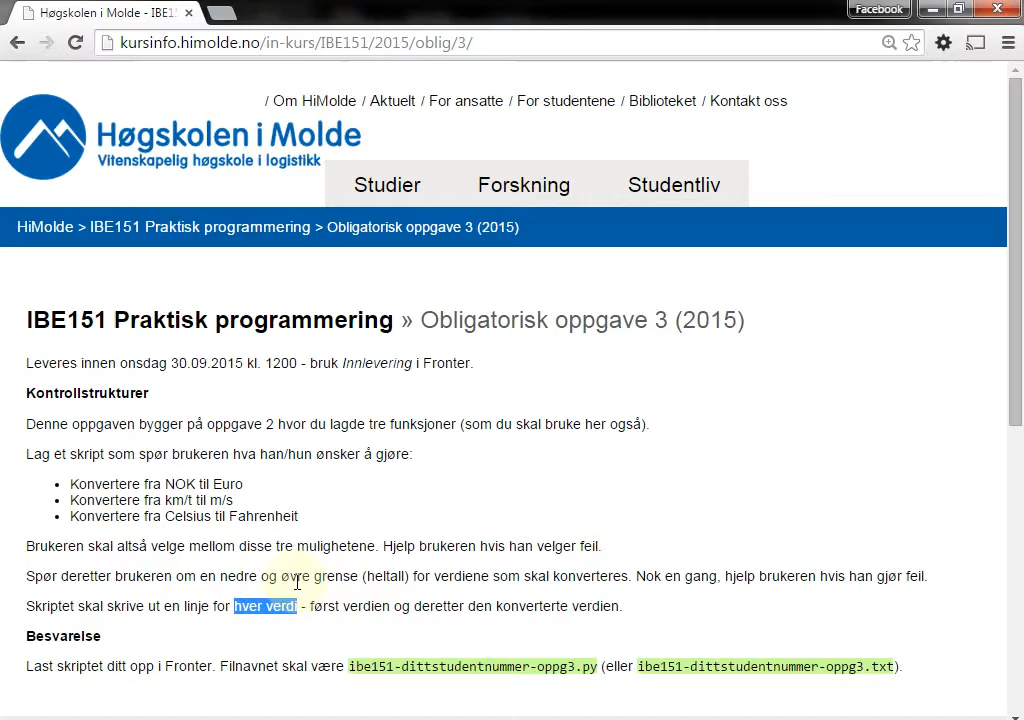 Høgskolen i Molde - IBE15
Facebook
kursinfo.himolde.no/in-kurs/IBE151/2015/oblig/3/
/ Om HiMolde / Aktuelt / For ansatte / For studentene / Biblioteket / Kontakt oss
Høgskolen i Molde
Vitenskapelig høgskole i logistikk
Studier Forskning Studentliv
HiMolde > IBE151 Praktisk programmering > Obligatorisk oppgave 3 (2015)
IBE151 Praktisk programmering » Obligatorisk oppgave 3 (2015)
Leveres innen onsdag 30.09.2015 kl. 1200 - bruk Innlevering i Fronter.
Kontrollstrukturer
Denne oppgaven bygger på oppgave 2 hvor du lagde tre funksjoner (som du skal bruke her også).
Lag et skript som spør brukeren hva han/hun ønsker å gjøre:
• Konvertere fra NOK til Euro
• Konvertere fra km/t til m/s
• Konvertere fra Celsius til Fahrenheit
Brukeren skal altså velge mellom disse tre mulighetene. Hjelp brukeren hvis han velger feil.
Spør deretter brukeren om en nedre og øvre grense (heltall) for verdiene som skal konverteres. Nok en gang, hjelp brukeren hvis han gjør feil.
Skriptet skal skrive ut en linje for hver verdi - først verdien og deretter den konverterte verdien.
Besvarelse
Last skriptet ditt opp i Fronter. Filnavnet skal være ibe151-dittstudentnummer-oppg3.py (eller ibe151-dittstudentnummer-oppg3.txt).